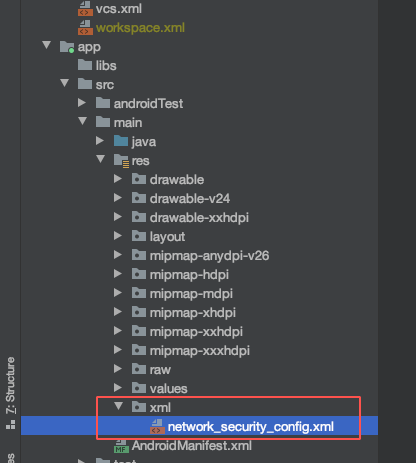 vcs.xml
workspace.xml
app
libs
src
androidTest
main
java
res
drawable
drawable-v24
drawable-xxhdpi
layout
mipmap-anydpi-v26
mipmap-hdpi
mipmap-mdpi
mipmap-xhdpi
mipmap-xxhdpi
mipmap-xxxhdpi
raw
values
xml
network_security_config.xml
AndroidManifest.xml
test
Z: Structure